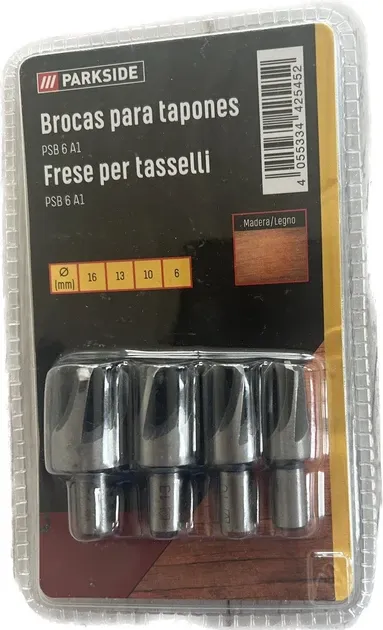 /// PARKSIDE
Brocas para tapones
PSB 6 A1
Frese per tasselli
PSB 6 A1
4 055334 425452
Madera/Legno
Ø (mm) 16 13 10 6